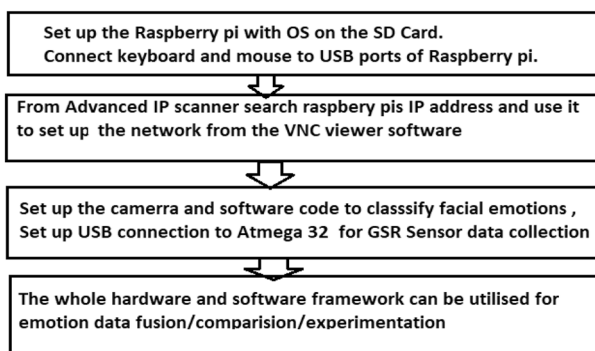 Set up the Raspberry pi with OS on the SD Card.
Connect keyboard and mouse to USB ports of Raspberry pi.
From Advanced IP scanner search raspbery pis IP address and use it
to set up the network from the VNC viewer software
Set up the camerra and software code to classsify facial emotions ,
Set up USB connection to Atmega 32 for GSR Sensor data collection
The whole hardware and software framework can be utilised for
emotion data fusion/comparision/experimentation